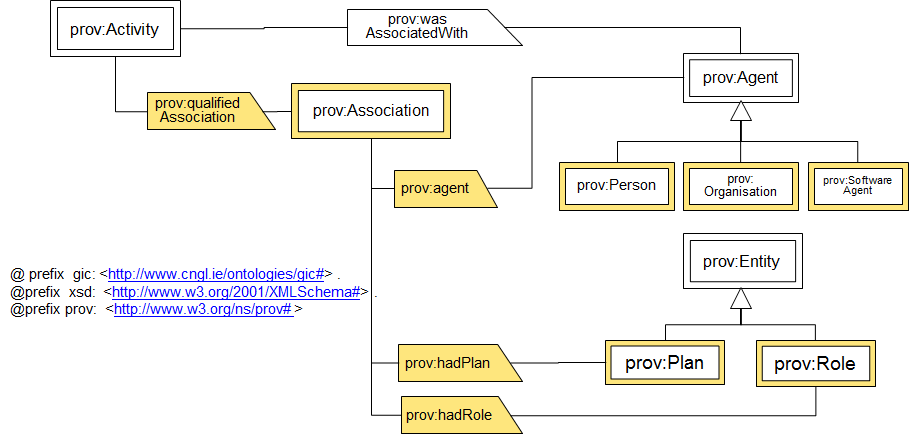 prov:Activity
prov:was
AssociatedWith
prov:Agent
prov:qualified
Association
prov:Association
prov:agent
prov:Person
prov:
Organisation
prov:Software
Agent
prov:Entity
@ prefix  gic: <http://www.cngl.ie/ontologies/gic#> .
@prefix  xsd:  <http://www.w3.org/2001/XMLSchema#> .
@prefix prov:  <http://www.w3.org/ns/prov# >
prov:hadPlan
prov:Plan
prov:Role
prov:hadRole